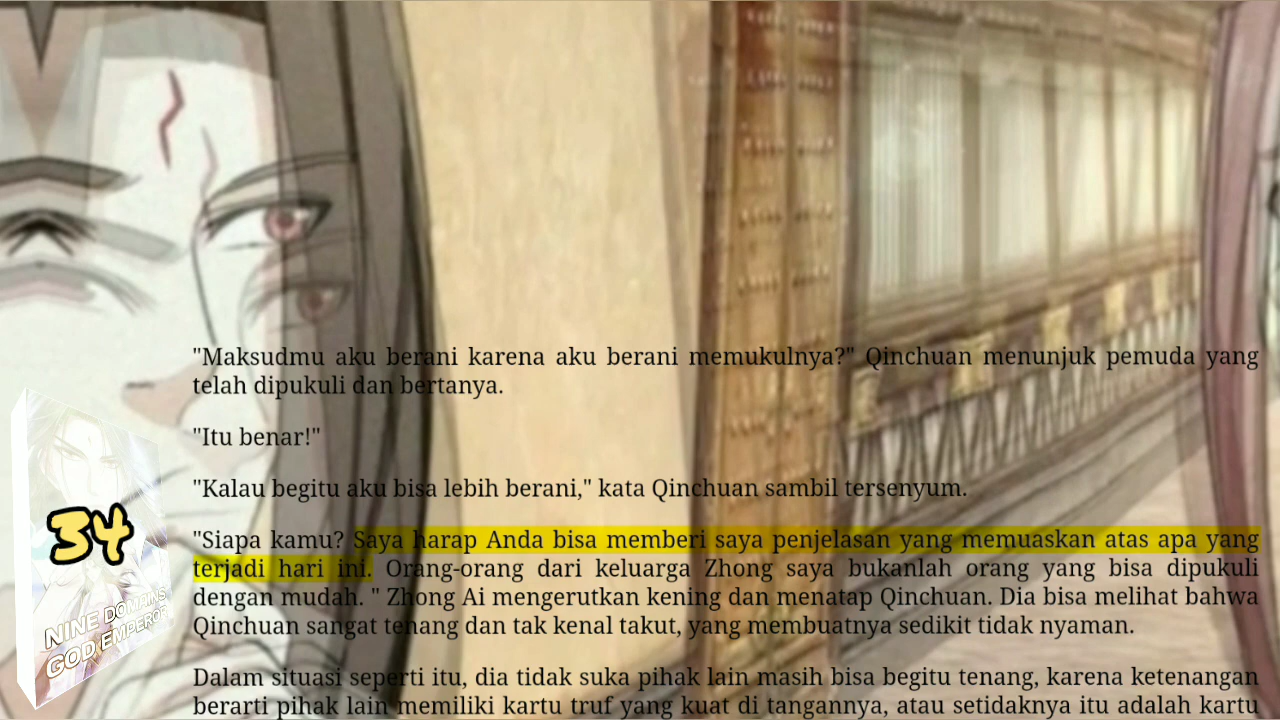 "Maksudmu aku berani karena aku berani memukulnya?" Qinchuan menunjuk pemuda yang
telah dipukuli dan bertanya.
"Itu benar!"
"Kalau begitu aku bisa lebih berani," kata Qinchuan sambil tersenyum.
"Siapa kamu? Saya harap Anda bisa memberi saya penjelasan yang memuaskan atas apa yang
terjadi hari ini. Orang-orang dari keluarga Zhong saya bukanlah orang yang bisa dipukuli
dengan mudah. " Zhong Ai mengerutkan kening dan menatap Qinchuan. Dia bisa melihat bahwa
Qinchuan sangat tenang dan tak kenal takut, yang membuatnya sedikit tidak nyaman.
Dalam situasi seperti itu, dia tidak suka pihak lain masih bisa begitu tenang, karena ketenangan
berarti pihak lain memiliki kartu truf yang kuat di tangannya, atau setidaknya itu adalah kartu
34
NINE DOMAINS
GOD EMPEROR